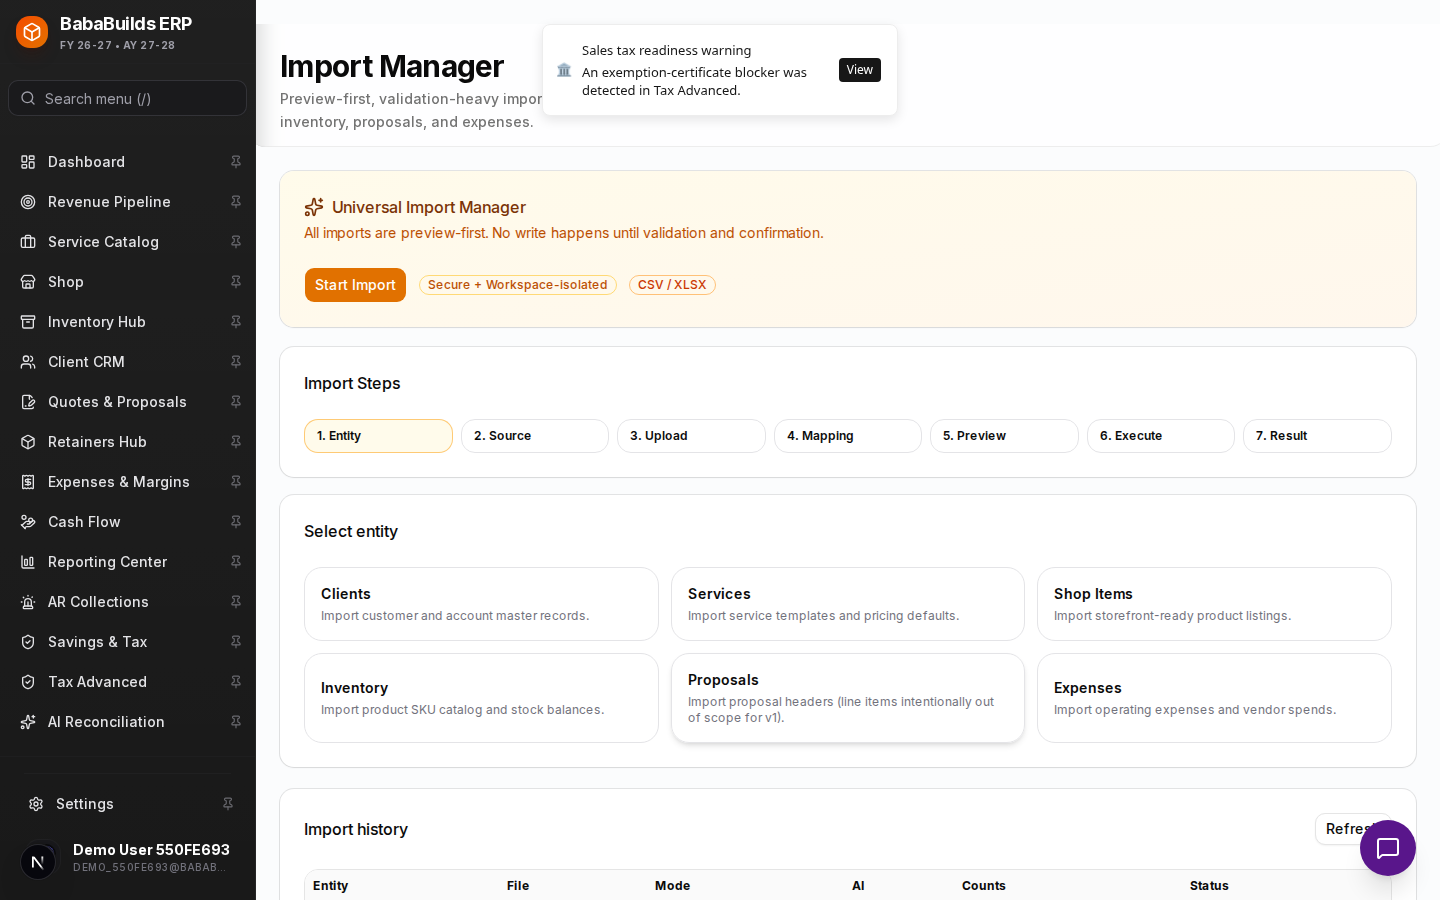 BabaBuilds ERP
FY 26-27 • AY 27-28
Search menu (/)
Dashboard
Revenue Pipeline
Service Catalog
Shop
Inventory Hub
Client CRM
Quotes & Proposals
Retainers Hub
Expenses & Margins
Cash Flow
Reporting Center
AR Collections
Savings & Tax
Tax Advanced
AI Reconciliation
Settings
Demo User 550FE693
DEMO_550FE693@BABAB...
Import Manager
Preview-first, validation-heavy impor
inventory, proposals, and expenses.
Sales tax readiness warning
An exemption-certificate blocker was
detected in Tax Advanced.
View
Universal Import Manager
All imports are preview-first. No write happens until validation and confirmation.
Start Import
Secure + Workspace-isolated
CSV / XLSX
Import Steps
1. Entity
2. Source
3. Upload
4. Mapping
5. Preview
6. Execute
7. Result
Select entity
Clients
Import customer and account master records.
Services
Import service templates and pricing defaults.
Shop Items
Import storefront-ready product listings.
Inventory
Import product SKU catalog and stock balances.
Proposals
Import proposal headers (line items intentionally out
of scope for v1).
Expenses
Import operating expenses and vendor spends.
Import history
Refres
Entity File Mode AI Counts Status